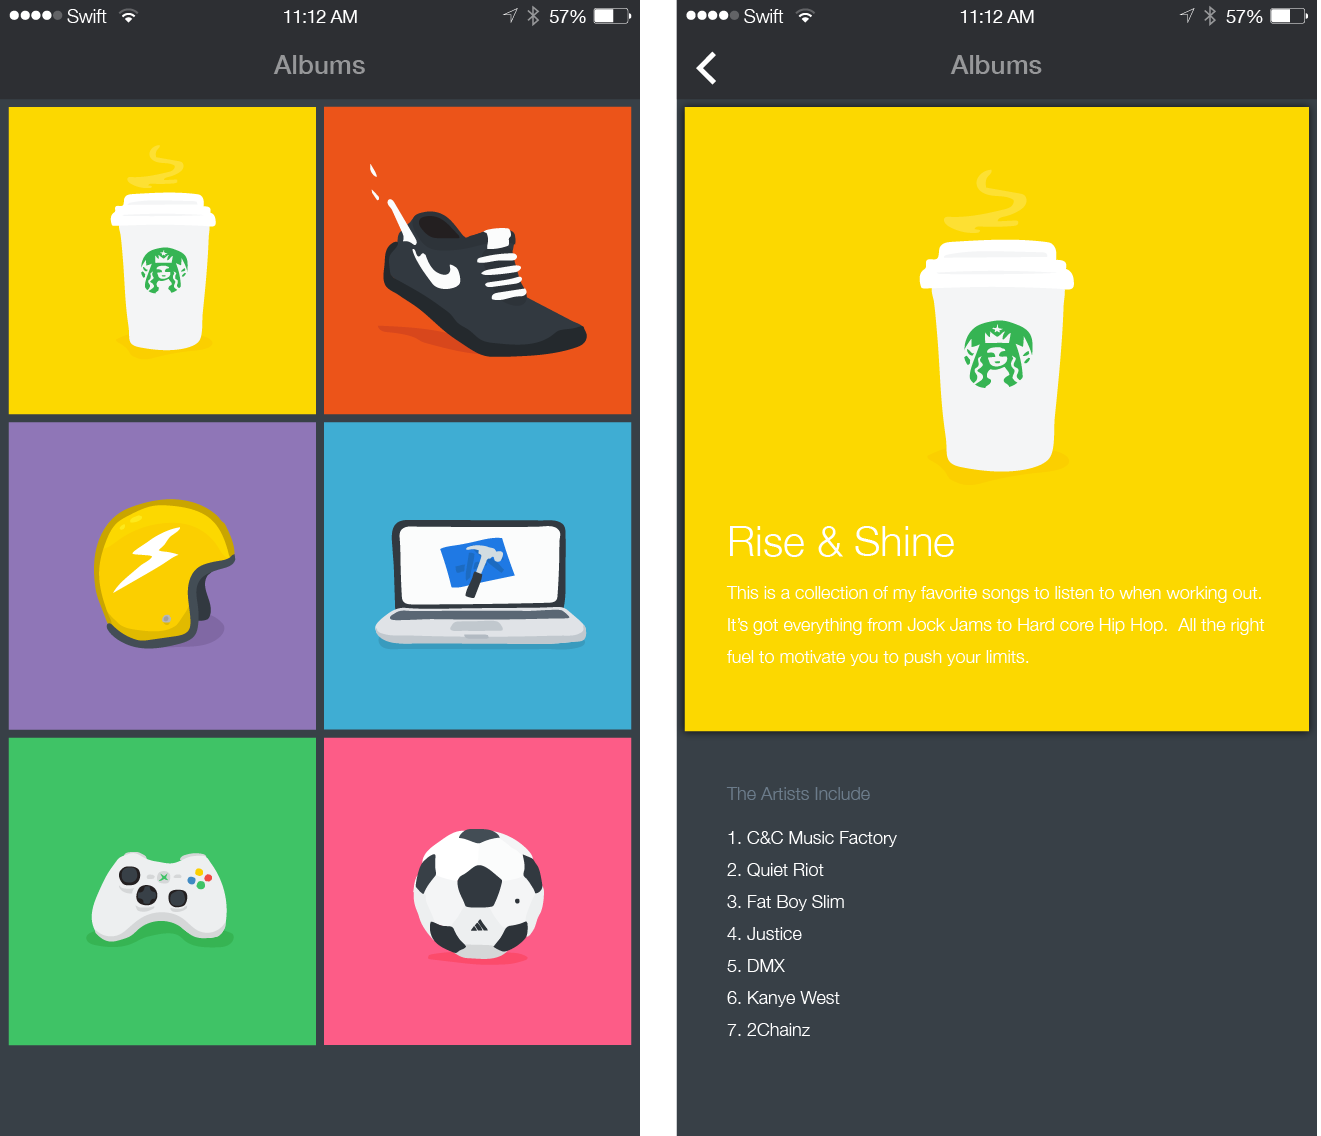 Swift 11:12 AM 57%
Albums
Swift 11:12 AM 57%
Albums
Rise & Shine
This is a collection of my favorite songs to listen to when working out.
It's got everything from Jock Jams to Hard core Hip Hop.  All the right
fuel to motivate you to push your limits.
The Artists Include
1. C&C Music Factory
2. Quiet Riot
3. Fat Boy Slim
4. Justice
5. DMX
6. Kanye West
7. 2Chainz